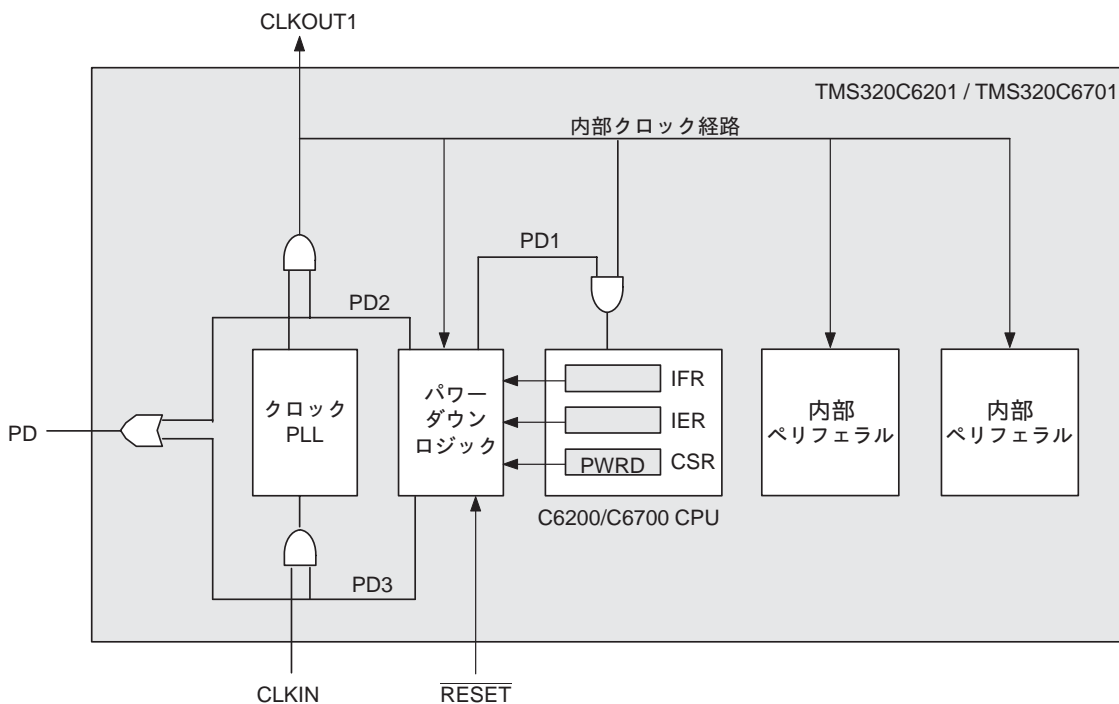 CLKOUT1
TMS320C6201 / TMS320C6701
内部クロック経路
PD1
PD2
クロック
PLL
パワー
ダウン
ロジック
IFR
IER
PWRD
CSR
内部
ペリフェラル
内部
ペリフェラル
PD
C6200/C6700 CPU
PD3
CLKIN
RESET